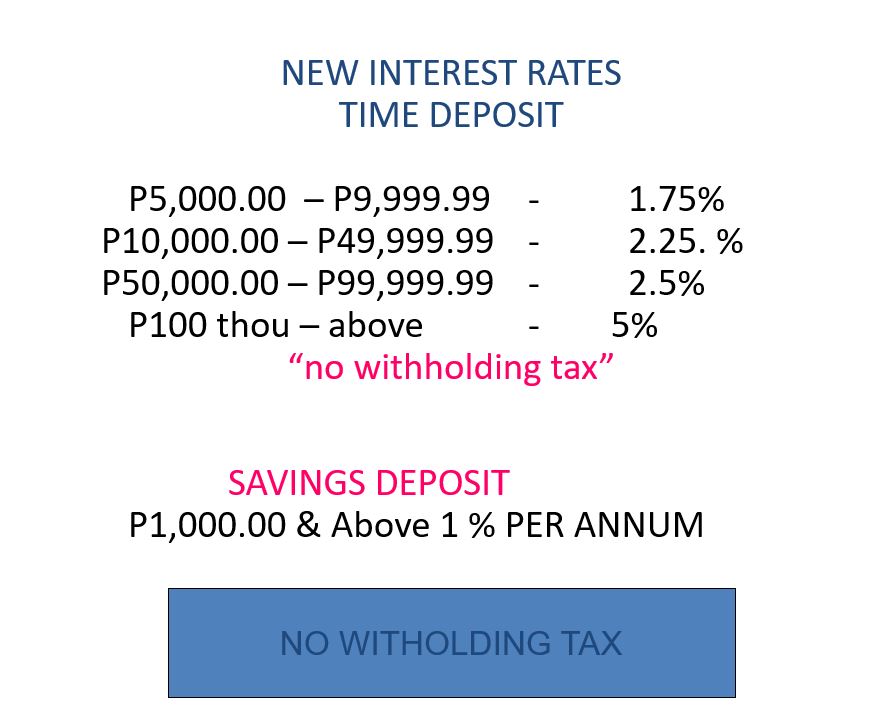 NEW INTEREST RATES
TIME DEPOSIT
P5,000.00 – P9,999.99 - 1.75%
P10,000.00 – P49,999.99 - 2.25. %
P50,000.00 – P99,999.99 - 2.5%
P100 thou – above - 5%
“no withholding tax”
SAVINGS DEPOSIT
P1,000.00 & Above 1 % PER ANNUM
NO WITHOLDING TAX